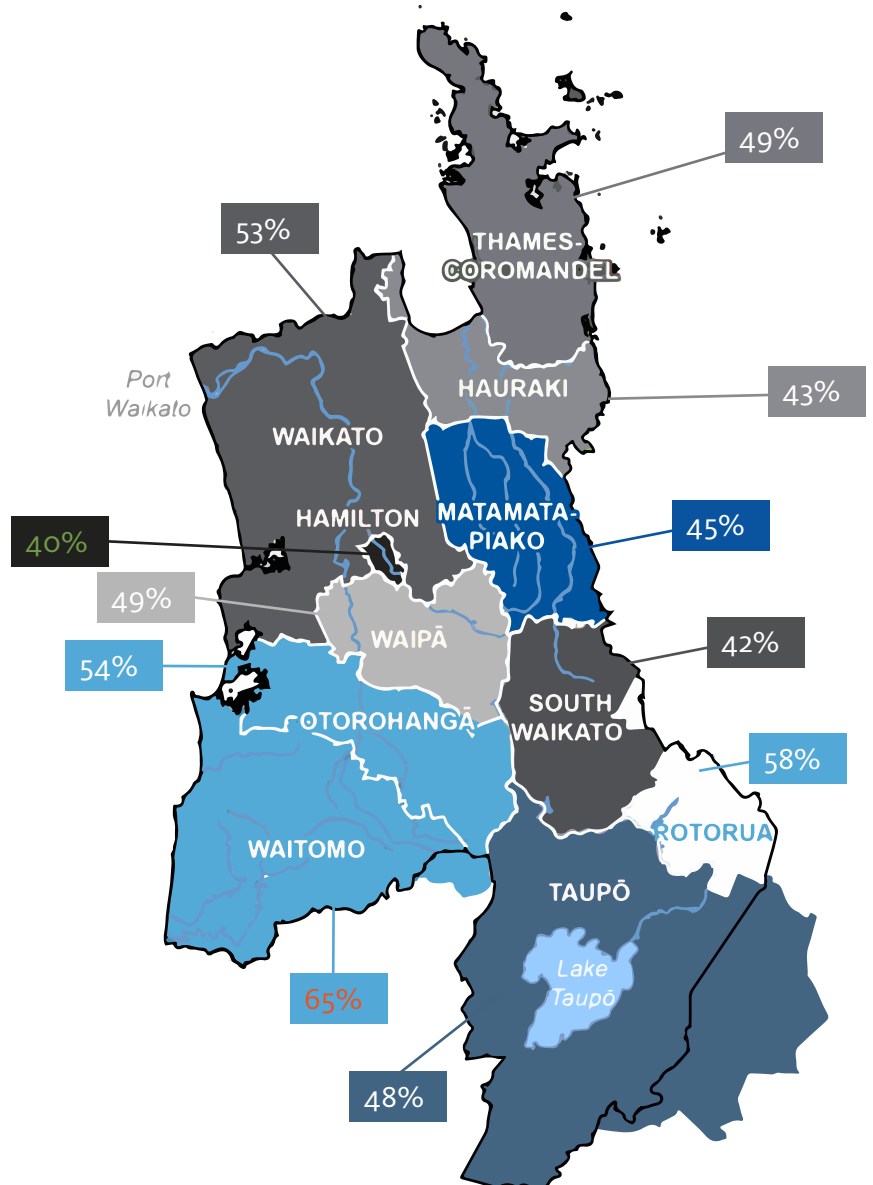 49%
53%
THAMES-
COROMANDEL
Port
Waikato
HAURAKI
43%
WAIKATO
HAMILTON
MATAMATA-
PIAKO
45%
40%
49%
WAIPĀ
42%
54%
SOUTH
WAIKATO
OTOROHANGĀ
58%
ROTORUA
WAITOMO
TAUPŌ
Lake
Taupō
65%
48%